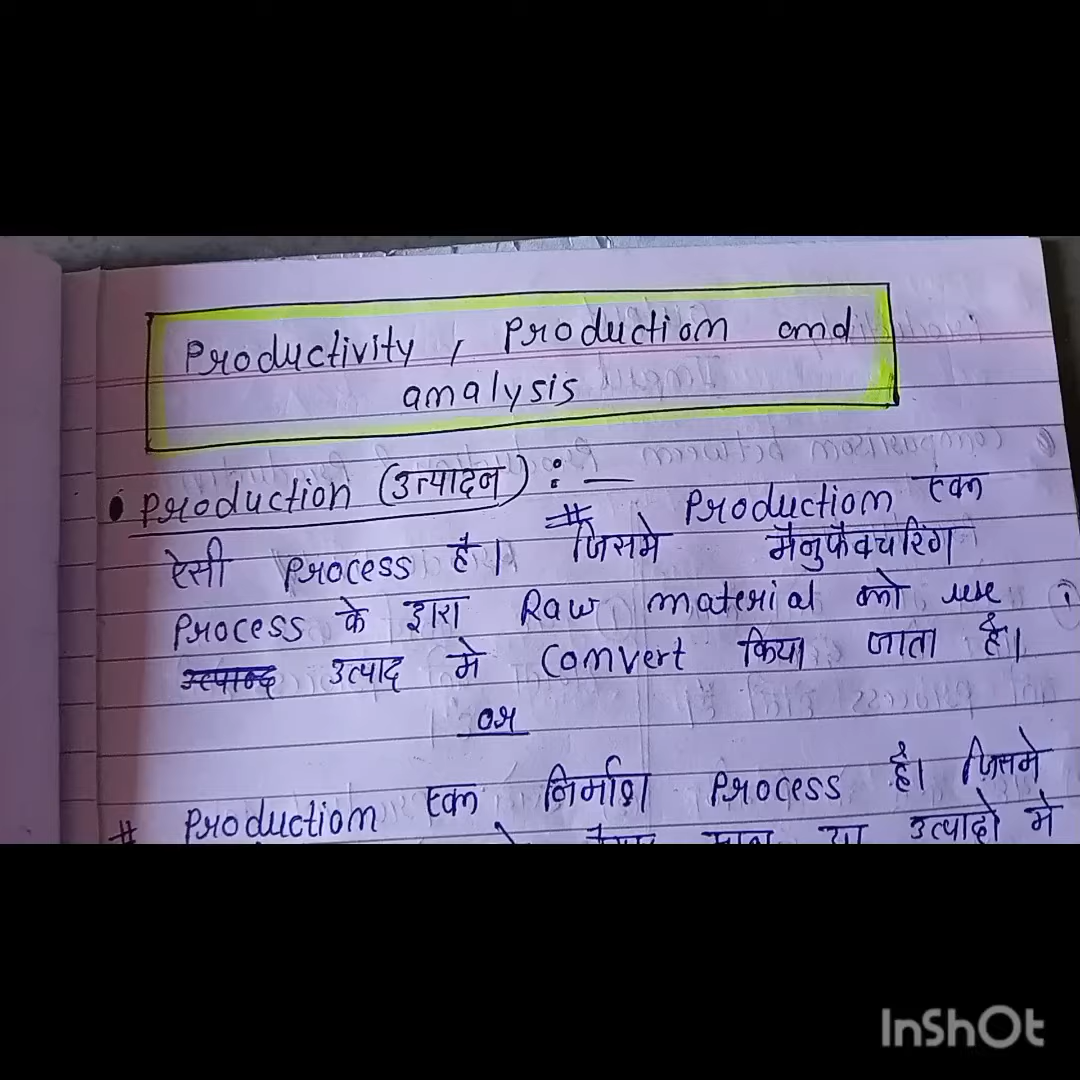 Productivity, Production and
analysis
• Production (उत्पादन) : —
# Production एक
ऐसी Process है। जिसमे मैनुफैक्चरिंग
Process के द्वारा Raw material को use
उत्पाद मे Convert किया जाता है।
or
# Production एक निर्माण Process है। जिसमे
माल या उत्पादो मे
InShOt